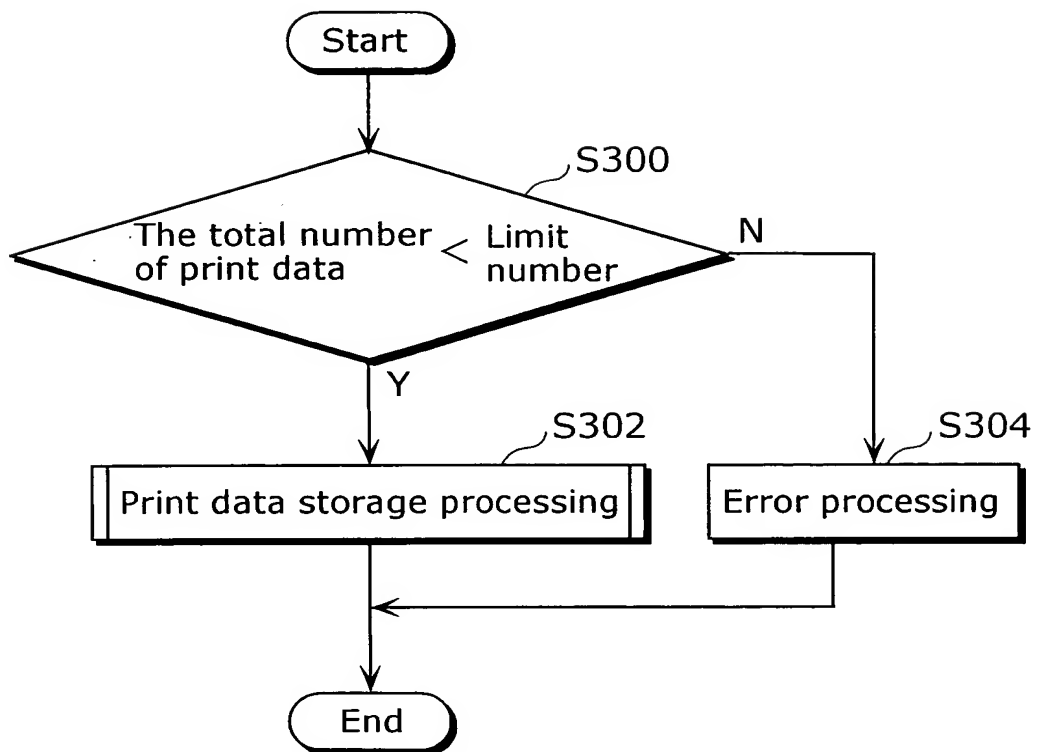 Start
S300
The total number < Limit
of print data number
N
Y
S302
S304
Print data storage processing
Error processing
End